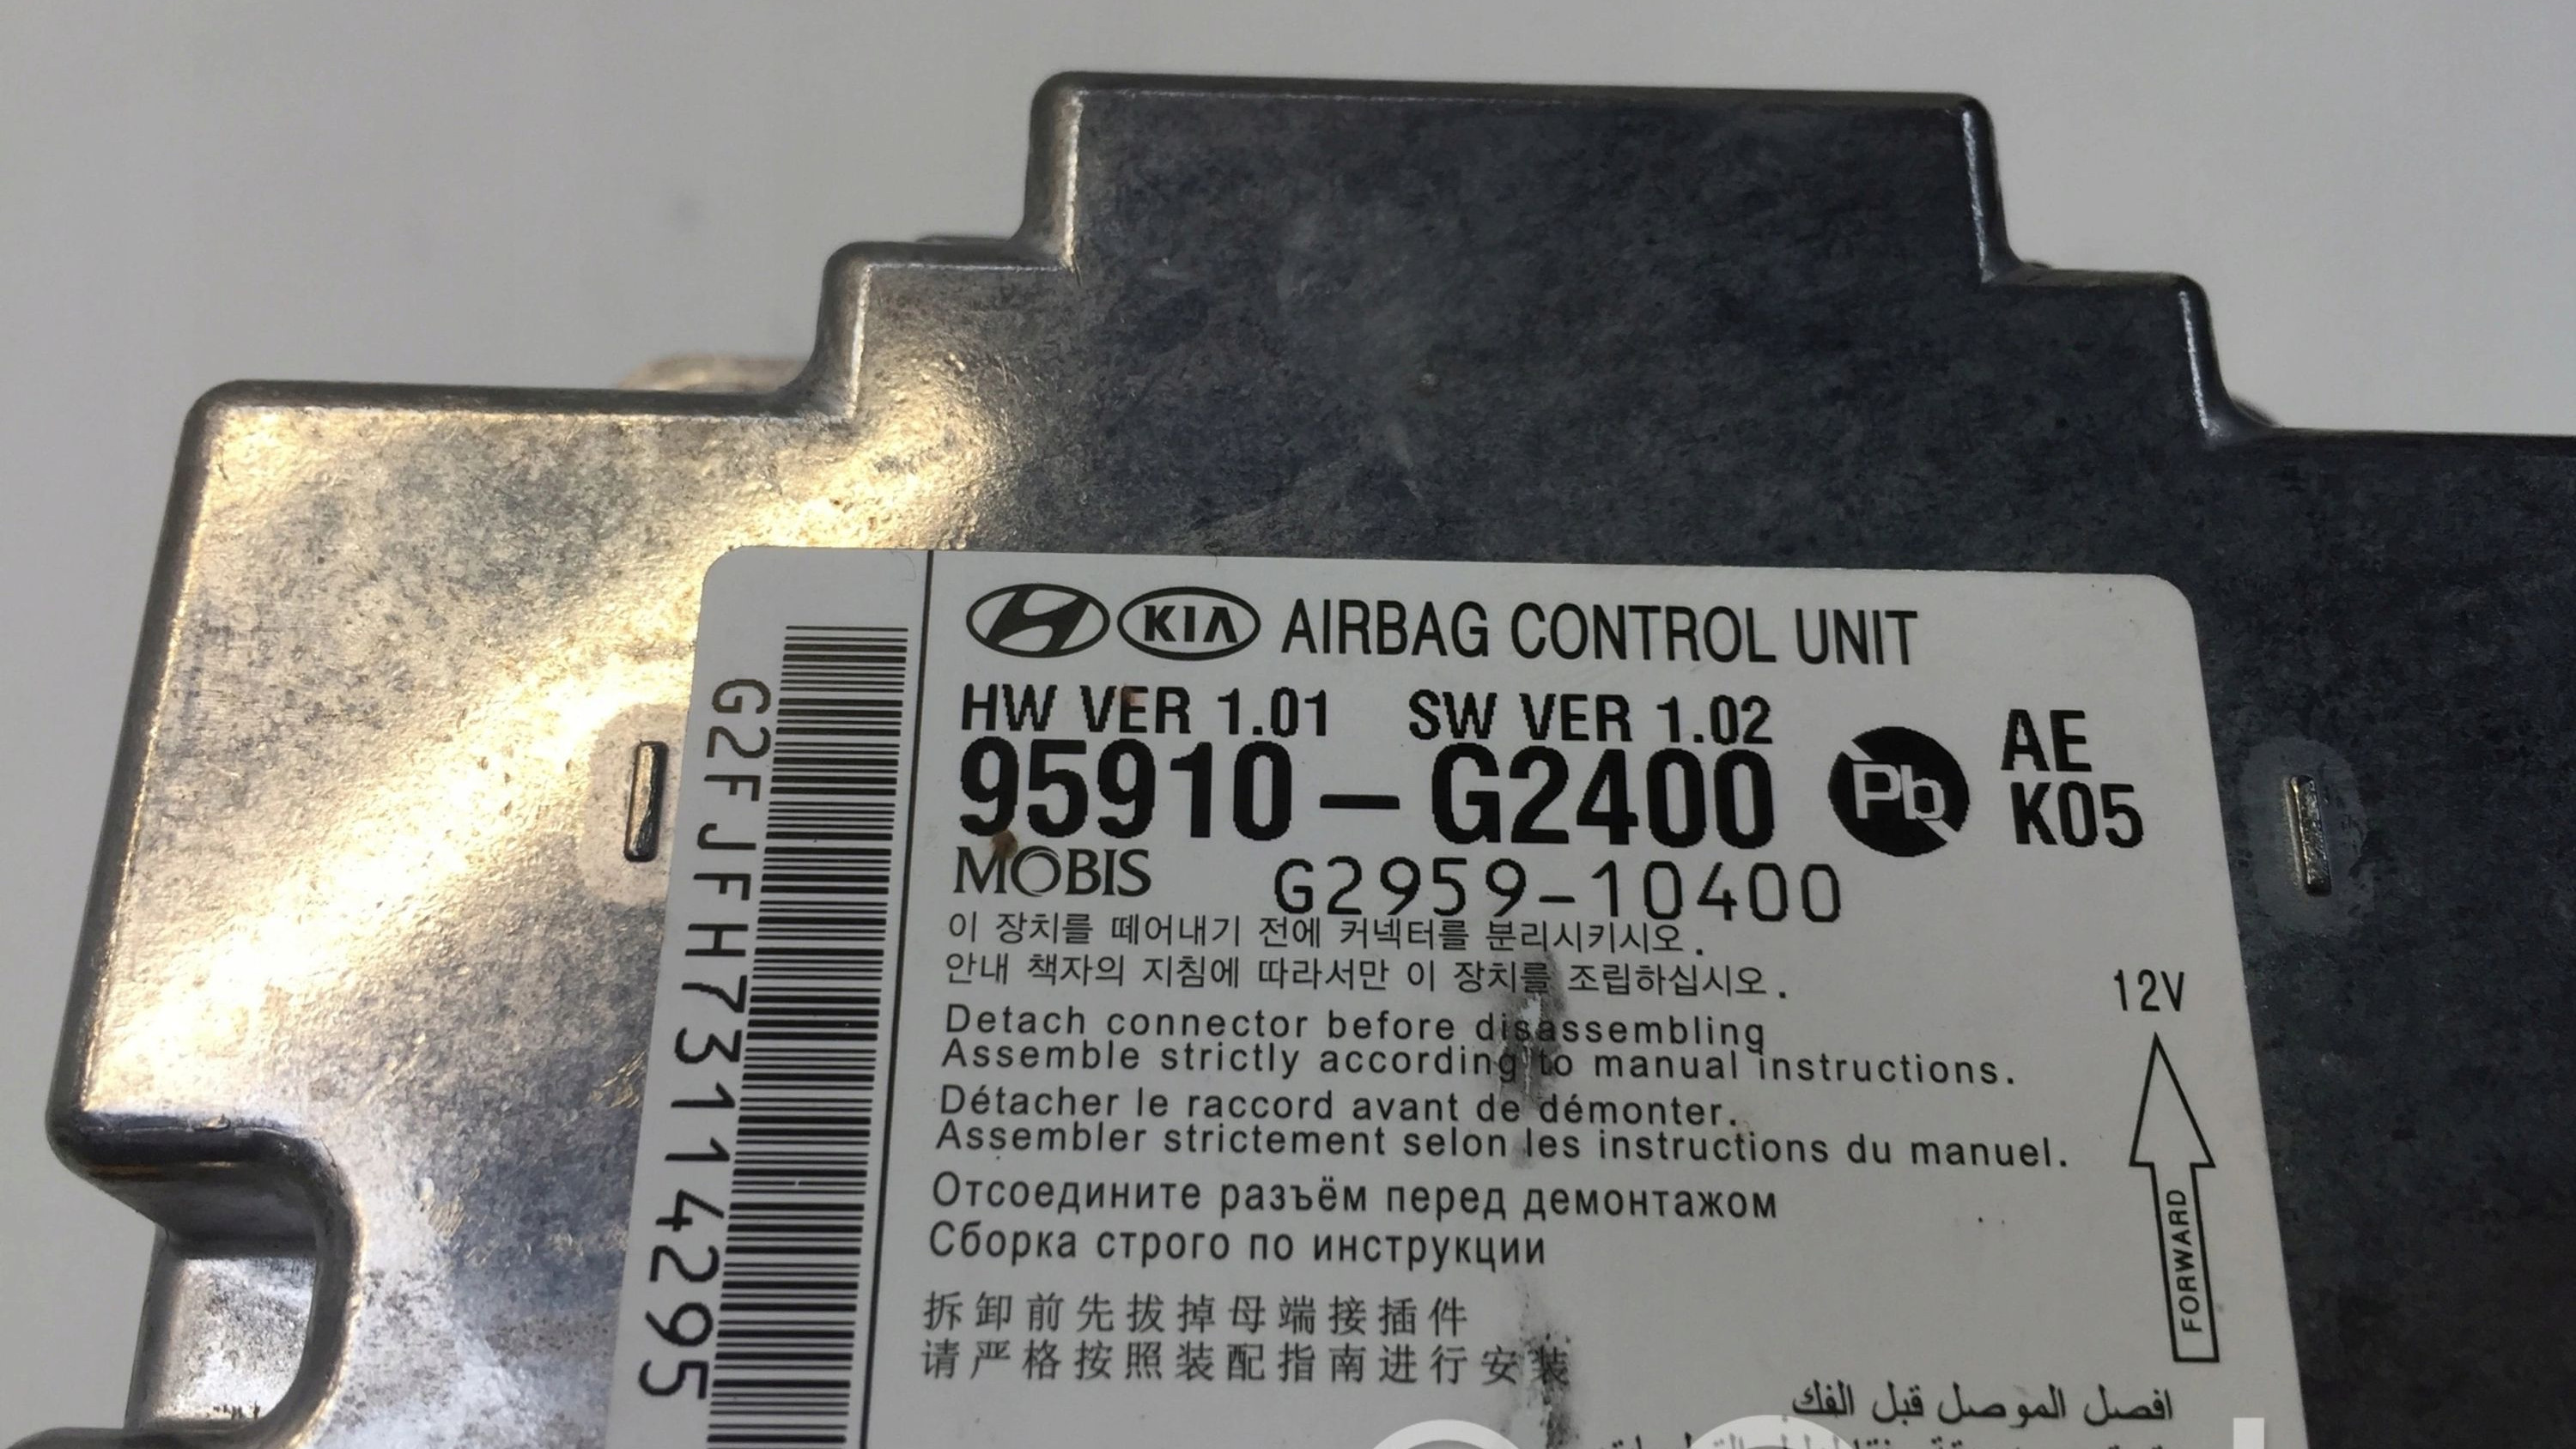 KIA AIRBAG CONTROL UNIT
HW VER 1.01 SW VER 1.02
95910-G2400
Pb
AE
K05
MOBIS G2959-10400
이 장치를 떼어내기 전에 커넥터를 분리시키시오.
안내 책자의 지침에 따라서만 이 장치를 조립하십시오.
12V
Detach connector before disassembling
Assemble strictly according to manual instructions.
Détacher le raccord avant de démonter.
Assembler strictement selon les instructions du manuel.
Отсоедините разъём перед демонтажом
Сборка строго по инструкции
FORWARD
拆卸前先拔掉母端接插件
请严格按照装配指南进行安装
افصل الموصل قبل الفك
G2FJFH73114295